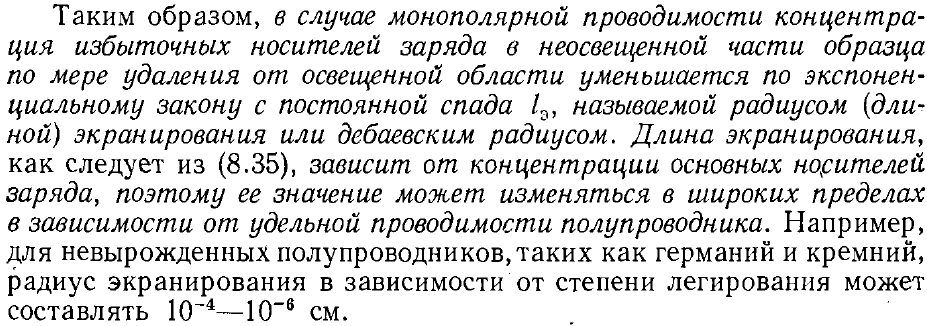 Таким образом, в случае монополярной проводимости концентра-
ция избыточных носителей заряда в неосвещенной части образца
по мере удаления от освещенной области уменьшается по экспонен-
циальному закону с постоянной спада lэ, называемой радиусом (дли-
ной) экранирования или дебаевским радиусом. Длина экранирования,
как следует из (8.35), зависит от концентрации основных носителей
заряда, поэтому ее значение может изменяться в широких пределах
в зависимости от удельной проводимости полупроводника. Например,
для невырожденных полупроводников, таких как германий и кремний,
радиус экранирования в зависимости от степени легирования может
составлять 10⁻⁴—10⁻⁶ см.